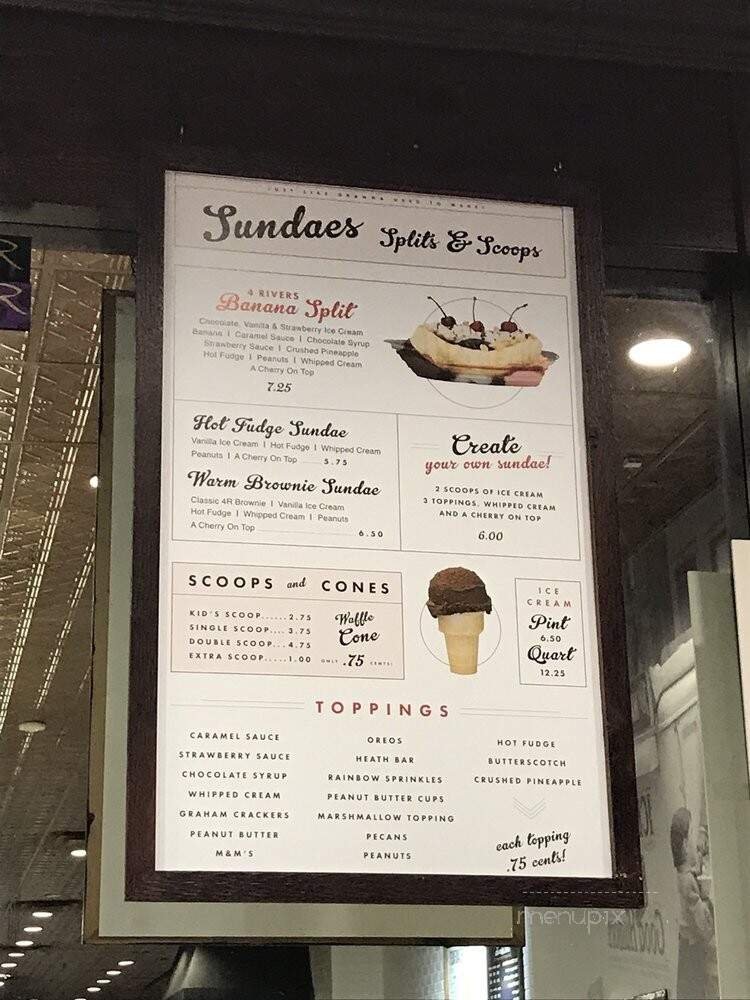 JUST LIKE GRANNA USED TO MAKE!
Sundaes Splits & Scoops
4 RIVERS
Banana Split
Chocolate, Vanilla & Strawberry Ice Cream
Banana | Caramel Sauce | Chocolate Syrup
Strawberry Sauce | Crushed Pineapple
Hot Fudge | Peanuts | Whipped Cream
A Cherry On Top
7.25
Hot Fudge Sundae
Vanilla Ice Cream | Hot Fudge | Whipped Cream
Peanuts | A Cherry On Top 5.75
Warm Brownie Sundae
Classic 4R Brownie | Vanilla Ice Cream
Hot Fudge | Whipped Cream | Peanuts
A Cherry On Top 6.50
Create
your own sundae!
2 SCOOPS OF ICE CREAM
3 TOPPINGS, WHIPPED CREAM
AND A CHERRY ON TOP
6.00
SCOOPS and CONES
KID'S SCOOP......2.75
SINGLE SCOOP....3.75
DOUBLE SCOOP...4.75
EXTRA SCOOP.....1.00
Waffle
Cone
ONLY .75 CENTS!
ICE
CREAM
Pint
6.50
Quart
12.25
TOPPINGS
CARAMEL SAUCE
STRAWBERRY SAUCE
CHOCOLATE SYRUP
WHIPPED CREAM
GRAHAM CRACKERS
PEANUT BUTTER
M&M'S
OREOS
HEATH BAR
RAINBOW SPRINKLES
PEANUT BUTTER CUPS
MARSHMALLOW TOPPING
PECANS
PEANUTS
HOT FUDGE
BUTTERSCOTCH
CRUSHED PINEAPPLE
each topping
.75 cents!
menupix